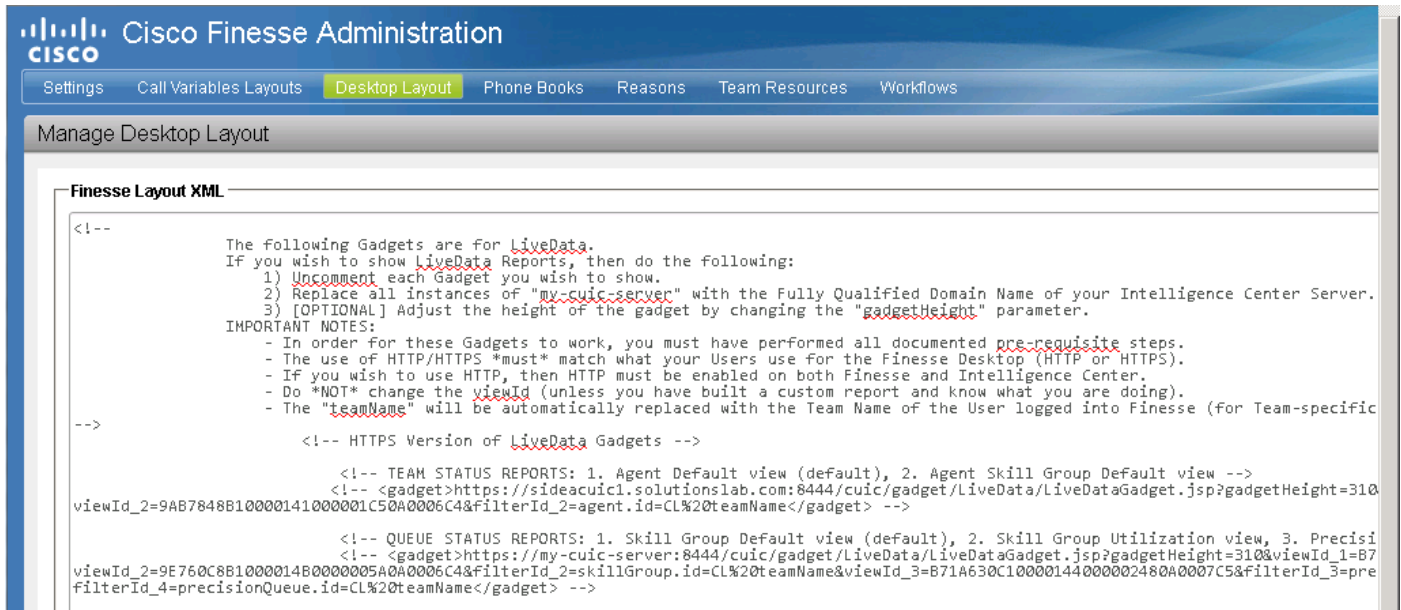 CISCO
Cisco Finesse Administration
Settings Call Variables Layouts Desktop Layout Phone Books Reasons Team Resources Workflows
Manage Desktop Layout
Finesse Layout XML
<!--
The following Gadgets are for LiveData.
If you wish to show LiveData Reports, then do the following:
1) Uncomment each Gadget you wish to show.
2) Replace all instances of "my-cuic-server" with the Fully Qualified Domain Name of your Intelligence Center Server.
3) [OPTIONAL] Adjust the height of the gadget by changing the "gadgetHeight" parameter.
IMPORTANT NOTES:
- In order for these Gadgets to work, you must have performed all documented pre-requisite steps.
- The use of HTTP/HTTPS *must* match what your Users use for the Finesse Desktop (HTTP or HTTPS).
- If you wish to use HTTP, then HTTP must be enabled on both Finesse and Intelligence Center.
- Do *NOT* change the viewId (unless you have built a custom report and know what you are doing).
- The "teamName" will be automatically replaced with the Team Name of the User logged into Finesse (for Team-specific
-->
<!-- HTTPS Version of LiveData Gadgets -->
<!-- TEAM STATUS REPORTS: 1. Agent Default view (default), 2. Agent Skill Group Default view -->
<!-- <gadget>https://sideacuic1.solutionslab.com:8444/cuic/gadget/LiveData/LiveDataGadget.jsp?gadgetHeight=310
viewId_2=9AB7848B10000141000001C50A0006C4&filterId_2=agent.id=CL%20teamName</gadget> -->
<!-- QUEUE STATUS REPORTS: 1. Skill Group Default view (default), 2. Skill Group Utilization view, 3. Precisi
<!-- <gadget>https://my-cuic-server:8444/cuic/gadget/LiveData/LiveDataGadget.jsp?gadgetHeight=310&viewId_1=B7
viewId_2=9E760C8B1000014B0000005A0A0006C4&filterId_2=skillGroup.id=CL%20teamName&viewId_3=B71A630C10000144000002480A0007C5&filterId_3=pre
filterId_4=precisionQueue.id=CL%20teamName</gadget> -->